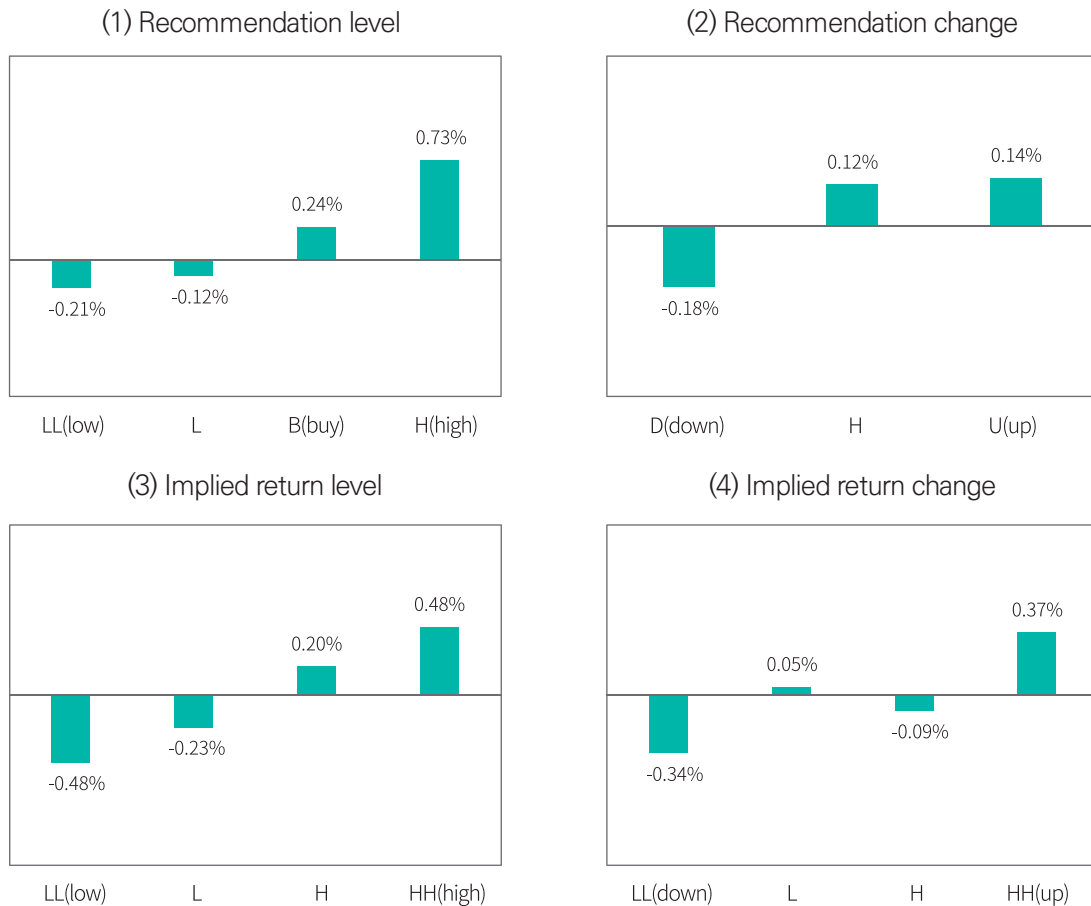 (1) Recommendation level
0.73%
0.24%
-0.21%
-0.12%
LL(low) L B(buy) H(high)
(2) Recommendation change
0.12%
0.14%
-0.18%
D(down) H U(up)
(3) Implied return level
0.48%
0.20%
-0.23%
-0.48%
LL(low) L H HH(high)
(4) Implied return change
0.37%
0.05%
-0.09%
-0.34%
LL(down) L H HH(up)